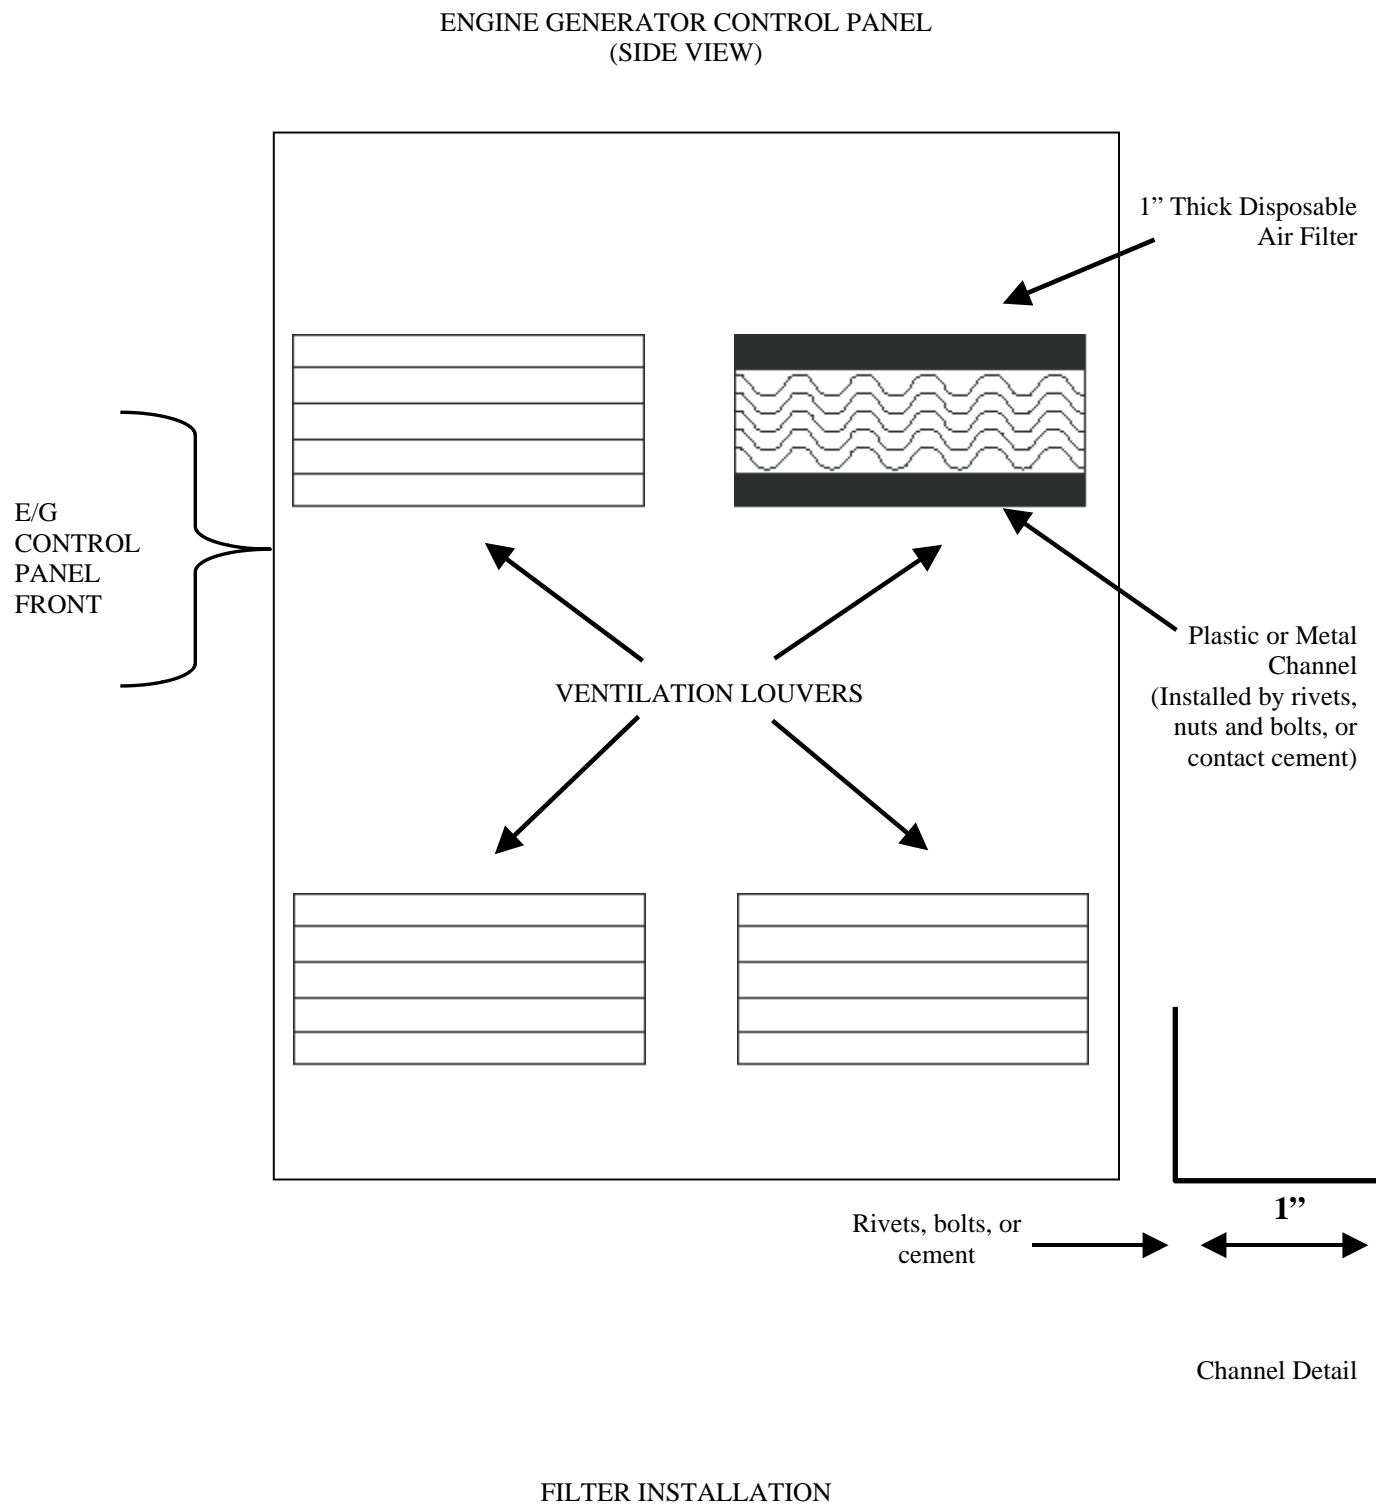 ENGINE GENERATOR CONTROL PANEL
(SIDE VIEW)
1” Thick Disposable
Air Filter
E/G
CONTROL
PANEL
FRONT
Plastic or Metal
Channel
(Installed by rivets,
nuts and bolts, or
contact cement)
VENTILATION LOUVERS
1”
Rivets, bolts, or
cement
Channel Detail
FILTER INSTALLATION